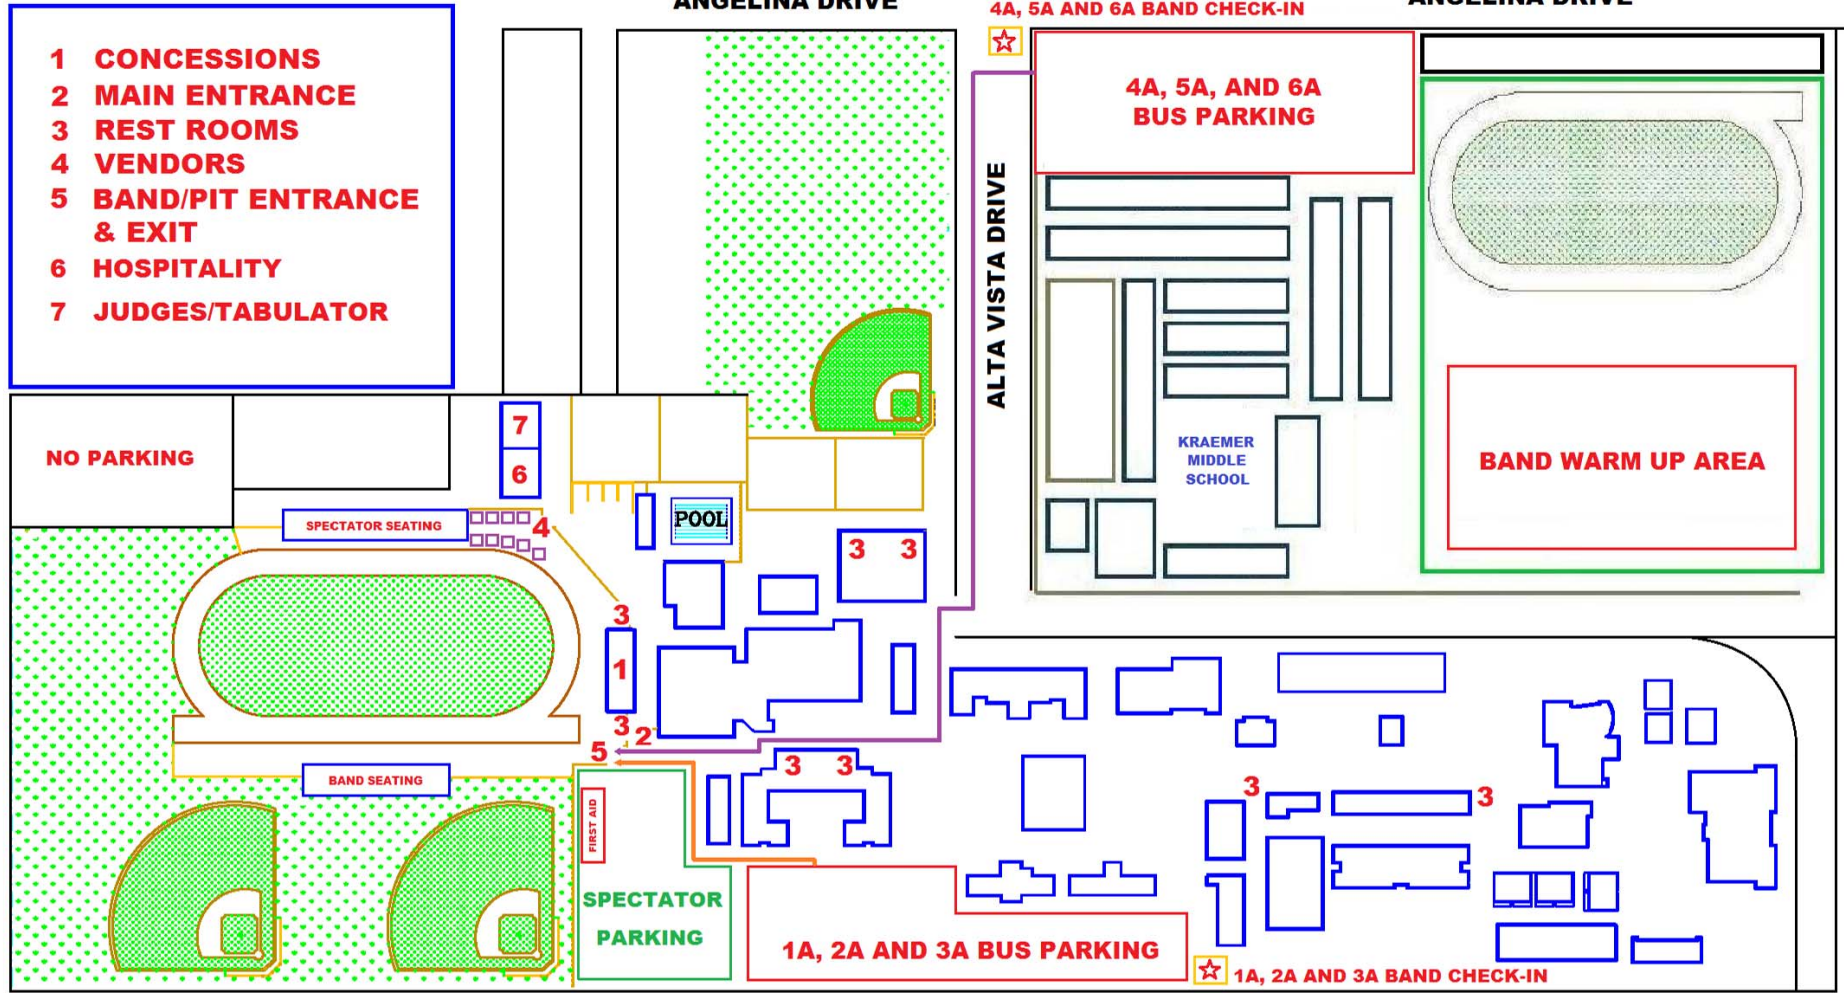 ANGELINA DRIVE
4A, 5A AND 6A BAND CHECK-IN
ANGELINA DRIVE
1 CONCESSIONS
2 MAIN ENTRANCE
3 REST ROOMS
4 VENDORS
5 BAND/PIT ENTRANCE
& EXIT
6 HOSPITALITY
7 JUDGES/TABULATOR
4A, 5A, AND 6A
BUS PARKING
ALTA VISTA DRIVE
KRAEMER
MIDDLE
SCHOOL
BAND WARM UP AREA
NO PARKING
7
6
SPECTATOR SEATING
4
POOL
3 3
3
1
3
2
5
BAND SEATING
3 3
FIRST AID
3
3
SPECTATOR
PARKING
1A, 2A AND 3A BUS PARKING
1A, 2A AND 3A BAND CHECK-IN